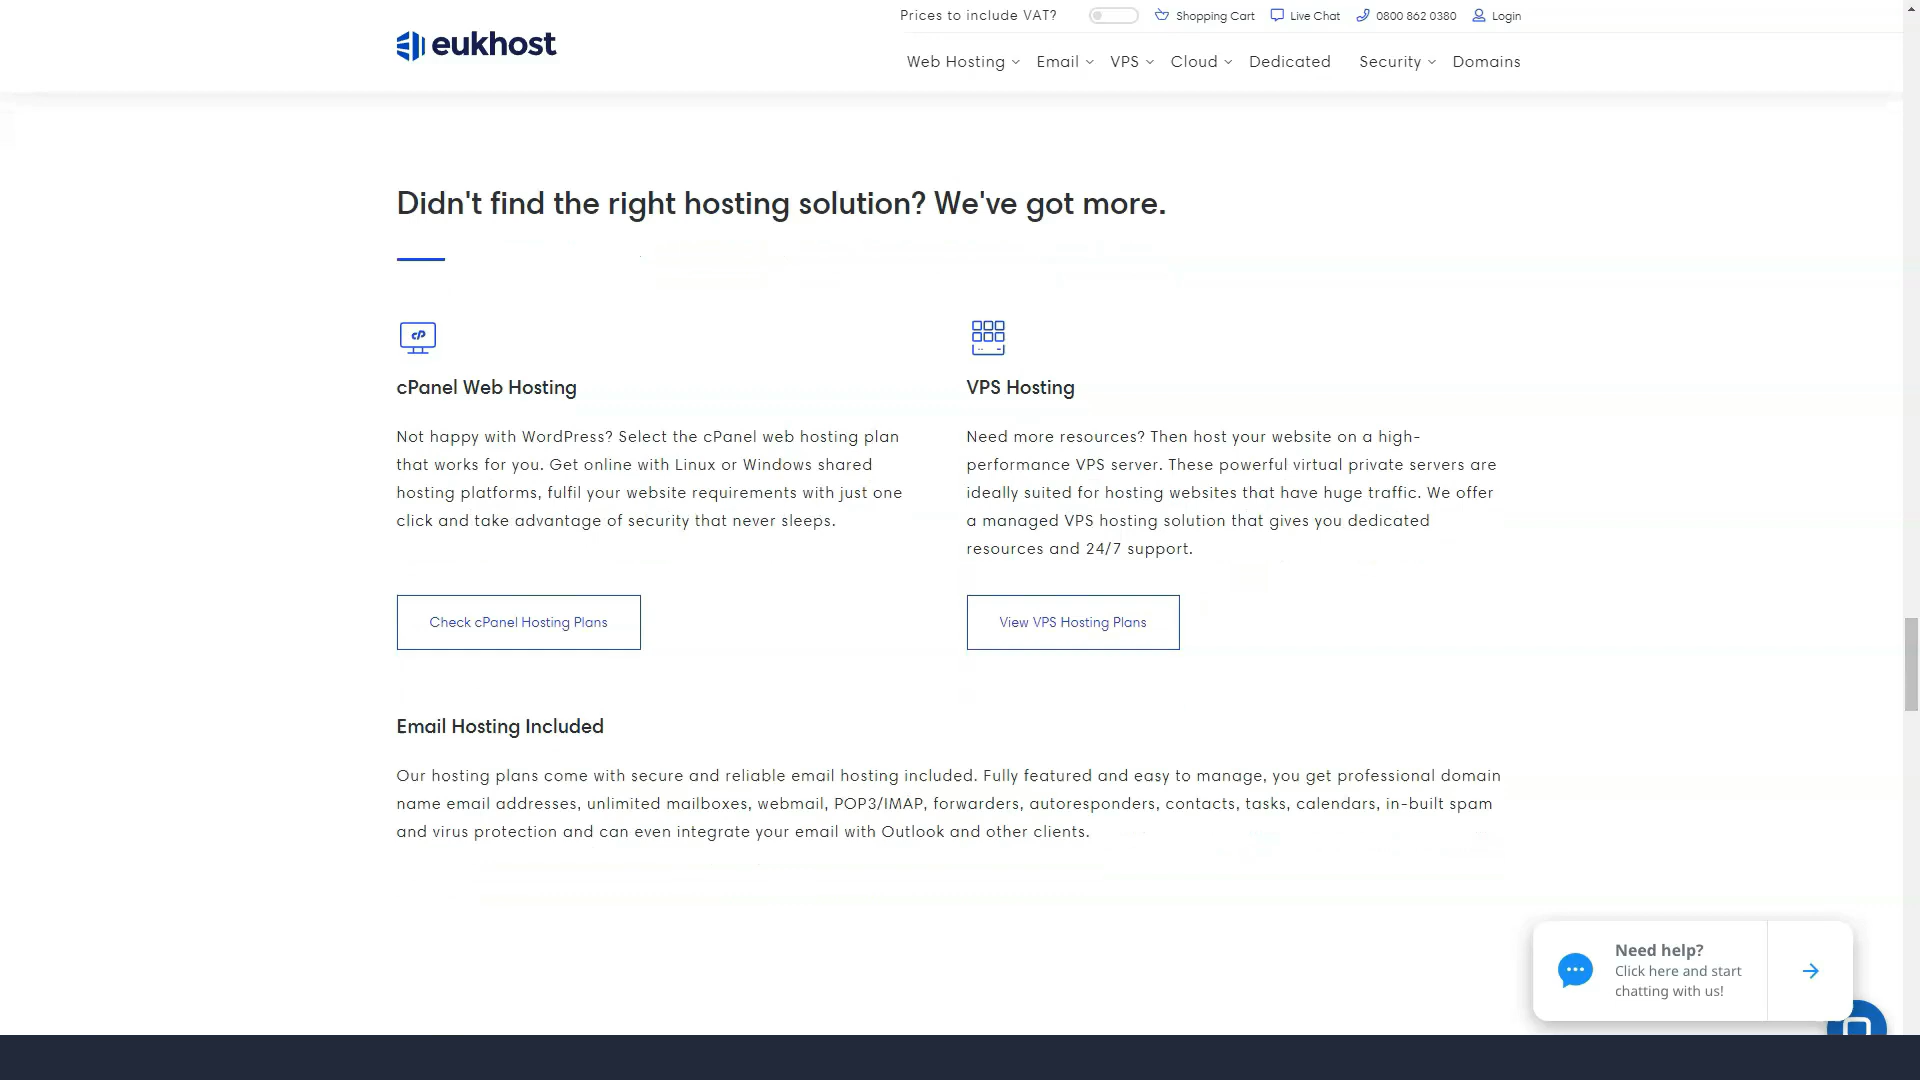 Prices to include VAT?
Shopping Cart
Live Chat
0800 862 0380
Login
eukhost
Web Hosting
Email
VPS
Cloud
Dedicated
Security
Domains
Didn't find the right hosting solution? We've got more.
cP
cPanel Web Hosting
Not happy with WordPress? Select the cPanel web hosting plan
that works for you. Get online with Linux or Windows shared
hosting platforms, fulfil your website requirements with just one
click and take advantage of security that never sleeps.
Check cPanel Hosting Plans
VPS Hosting
Need more resources? Then host your website on a high-
performance VPS server. These powerful virtual private servers are
ideally suited for hosting websites that have huge traffic. We offer
a managed VPS hosting solution that gives you dedicated
resources and 24/7 support.
View VPS Hosting Plans
Email Hosting Included
Our hosting plans come with secure and reliable email hosting included. Fully featured and easy to manage, you get professional domain
name email addresses, unlimited mailboxes, webmail, POP3/IMAP, forwarders, autoresponders, contacts, tasks, calendars, in-built spam
and virus protection and can even integrate your email with Outlook and other clients.
Need help?
Click here and start
chatting with us!